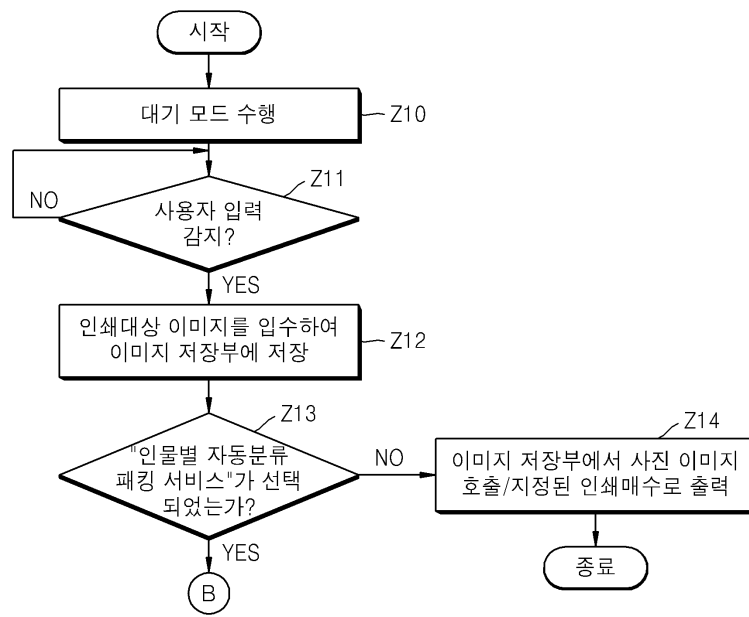 시작
대기 모드 수행
Z10
Z11
NO
사용자 입력
감지?
YES
인쇄대상 이미지를 입수하여
이미지 저장부에 저장
Z12
Z13
"인물별 자동분류
패킹 서비스"가 선택
되었는가?
NO
Z14
이미지 저장부에서 사진 이미지
호출/지정된 인쇄매수로 출력
YES
종료
B